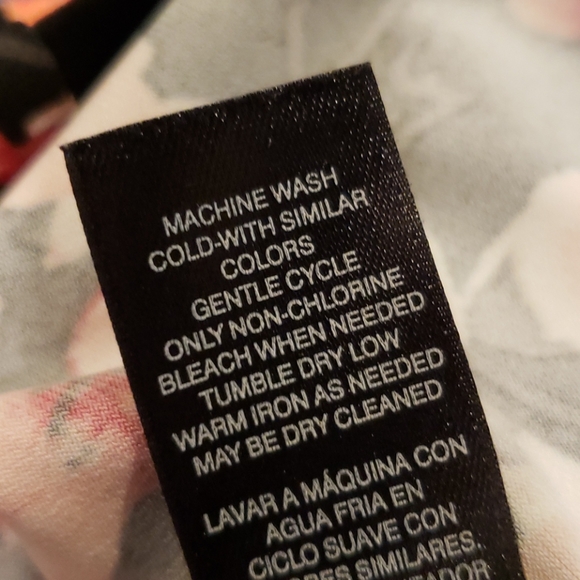 MACHINE WASH
COLD-WITH SIMILAR
COLORS
GENTLE CYCLE
ONLY NON-CHLORINE
BLEACH WHEN NEEDED
TUMBLE DRY LOW
WARM IRON AS NEEDED
MAY BE DRY CLEANED
LAVAR A MÁQUINA CON
AGUA FRIA EN
CICLO SUAVE CON
SIMILARES.